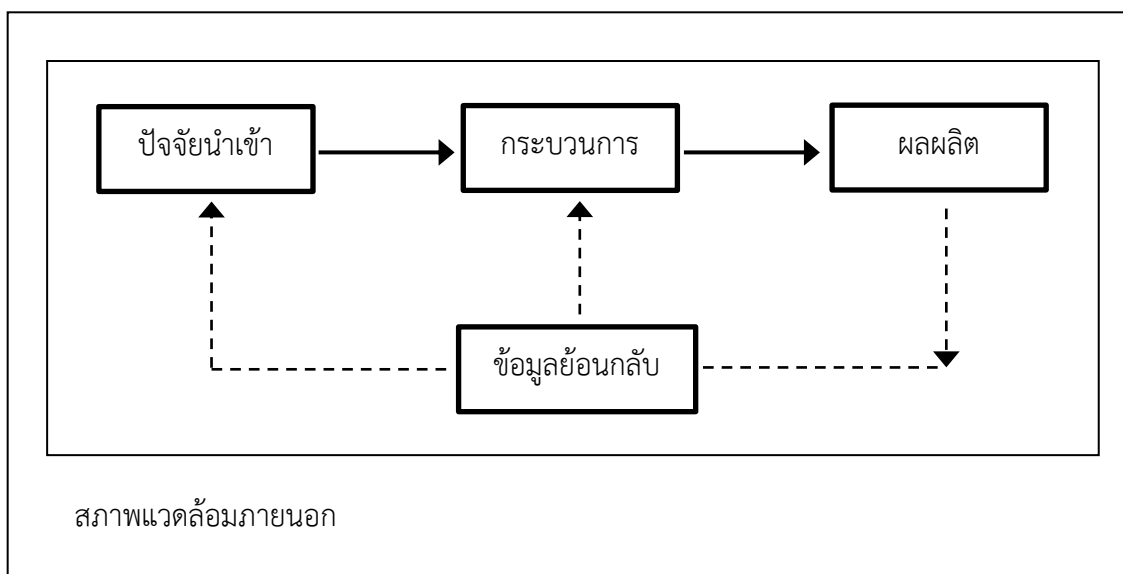 ปัจจัยนำเข้า
กระบวนการ
ผลผลิต
ข้อมูลย้อนกลับ
สภาพแวดล้อมภายนอก